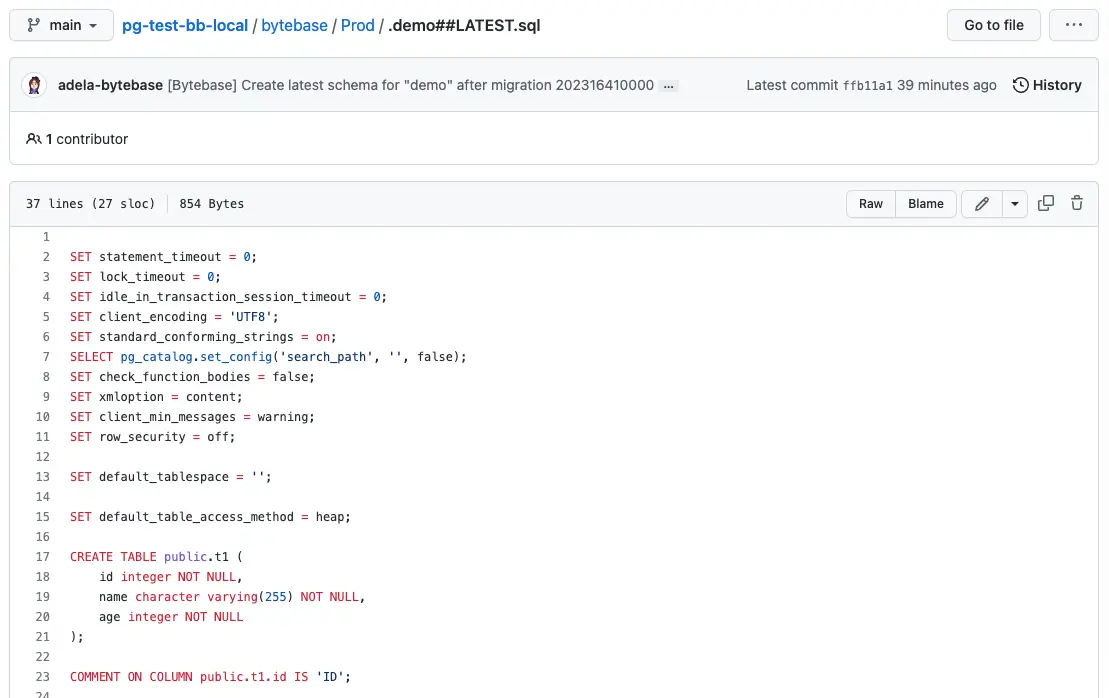 main pg-test-bb-local / bytebase / Prod / .demo##LATEST.sql Go to file ...
adela-bytebase [Bytebase] Create latest schema for "demo" after migration 202316410000 ... Latest commit ffb11a1 39 minutes ago History
1 contributor
37 lines (27 sloc) 854 Bytes Raw Blame
1
2 SET statement_timeout = 0;
3 SET lock_timeout = 0;
4 SET idle_in_transaction_session_timeout = 0;
5 SET client_encoding = 'UTF8';
6 SET standard_conforming_strings = on;
7 SELECT pg_catalog.set_config('search_path', '', false);
8 SET check_function_bodies = false;
9 SET xmloption = content;
10 SET client_min_messages = warning;
11 SET row_security = off;
12
13 SET default_tablespace = '';
14
15 SET default_table_access_method = heap;
16
17 CREATE TABLE public.t1 (
18 id integer NOT NULL,
19 name character varying(255) NOT NULL,
20 age integer NOT NULL
21 );
22
23 COMMENT ON COLUMN public.t1.id IS 'ID';
24